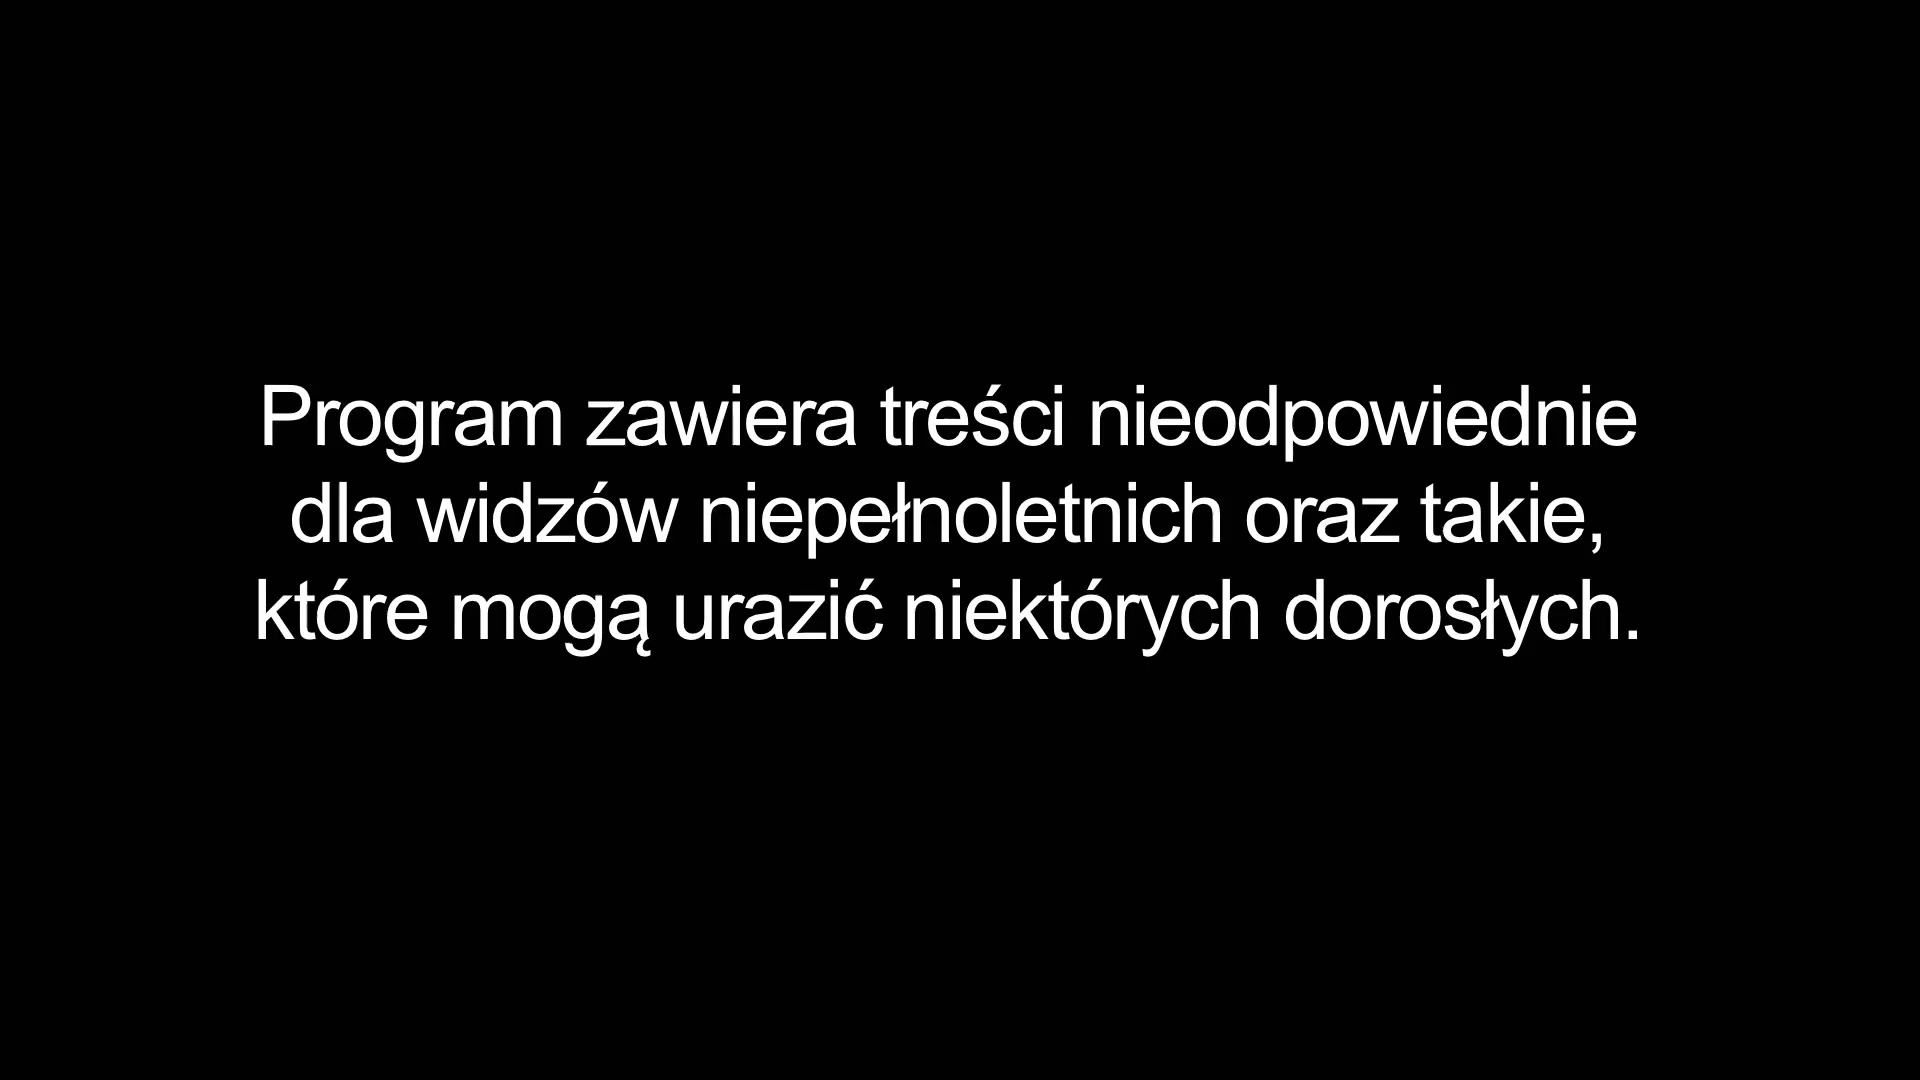 Program zawiera treści nieodpowiednie
dla widzów niepełnoletnich oraz takie,
które mogą urazić niektórych dorosłych.